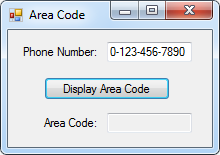 Area Code
Phone Number: 0-123-456-7890
Display Area Code
Area Code: